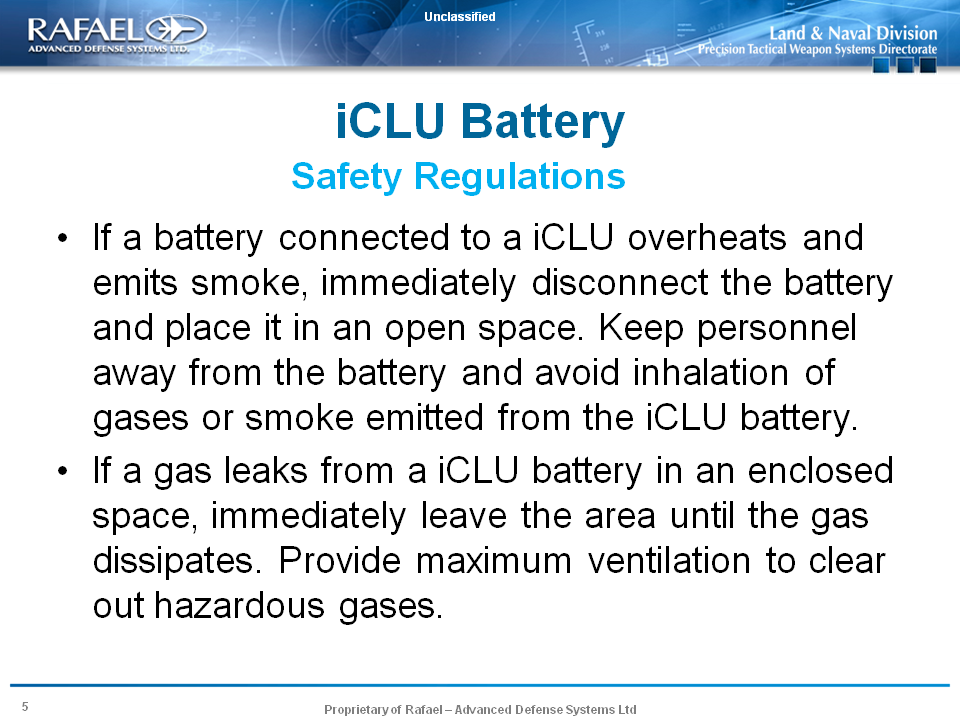 Unclassified
RAFAEL
ADVANCED DEFENSE SYSTEMS LTD.
Land & Naval Division
Precision Tactical Weapon Systems Directorate
iCLU Battery
Safety Regulations
• If a battery connected to a iCLU overheats and
emits smoke, immediately disconnect the battery
and place it in an open space. Keep personnel
away from the battery and avoid inhalation of
gases or smoke emitted from the iCLU battery.
• If a gas leaks from a iCLU battery in an enclosed
space, immediately leave the area until the gas
dissipates. Provide maximum ventilation to clear
out hazardous gases.
5
Proprietary of Rafael – Advanced Defense Systems Ltd